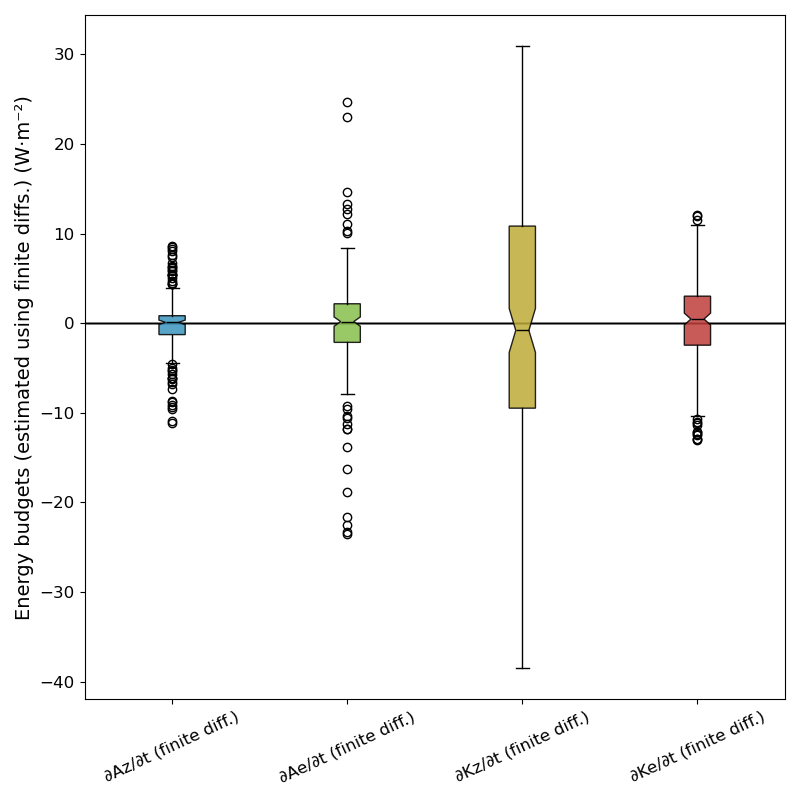 Energy budgets (estimated using finite diffs.) (W·m⁻²)
30
20
10
0
−10
−20
−30
−40
∂Az/∂t (finite diff.)
∂Ae/∂t (finite diff.)
∂Kz/∂t (finite diff.)
∂Ke/∂t (finite diff.)